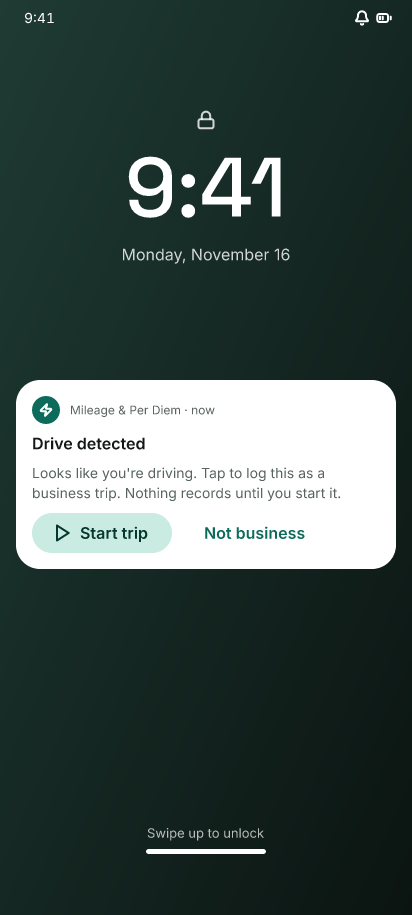 9:41
9:41
Monday, November 16
Mileage & Per Diem · now
Drive detected
Looks like you're driving. Tap to log this as a
business trip. Nothing records until you start it.
Start trip
Not business
Swipe up to unlock